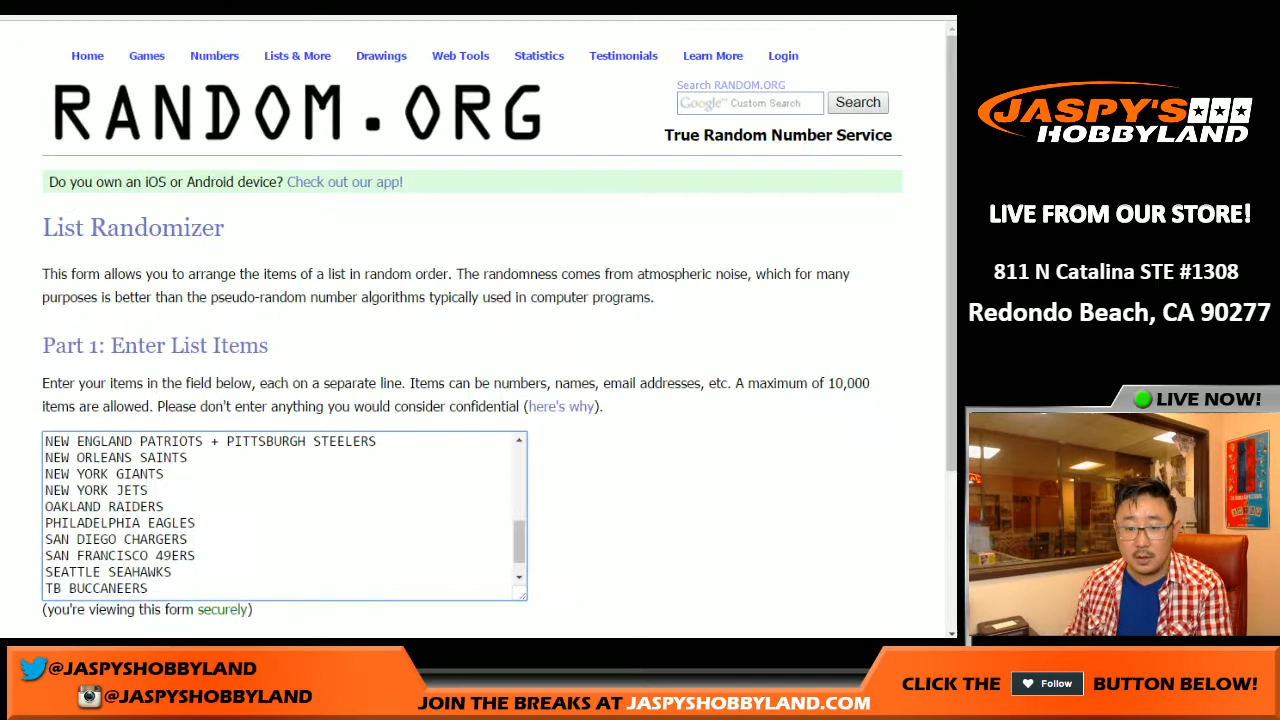 Home Games Numbers Lists & More Drawings Web Tools Statistics Testimonials Learn More Login
RANDOM.ORG
Search RANDOM.ORG
Google™ Custom Search Search
True Random Number Service
Do you own an iOS or Android device? Check out our app!
List Randomizer
This form allows you to arrange the items of a list in random order. The randomness comes from atmospheric noise, which for many
purposes is better than the pseudo-random number algorithms typically used in computer programs.
Part 1: Enter List Items
Enter your items in the field below, each on a separate line. Items can be numbers, names, email addresses, etc. A maximum of 10,000
items are allowed. Please don't enter anything you would consider confidential (here's why).
NEW ENGLAND PATRIOTS + PITTSBURGH STEELERS
NEW ORLEANS SAINTS
NEW YORK GIANTS
NEW YORK JETS
OAKLAND RAIDERS
PHILADELPHIA EAGLES
SAN DIEGO CHARGERS
SAN FRANCISCO 49ERS
SEATTLE SEAHAWKS
TB BUCCANEERS
(you're viewing this form securely)
JASPY'S
HOBBYLAND
LIVE FROM OUR STORE!
811 N Catalina STE #1308
Redondo Beach, CA 90277
LIVE NOW!
@JASPYSHOBBYLAND
@JASPYSHOBBYLAND
JOIN THE BREAKS AT JASPYSHOBBYLAND.COM
CLICK THE Follow BUTTON BELOW!